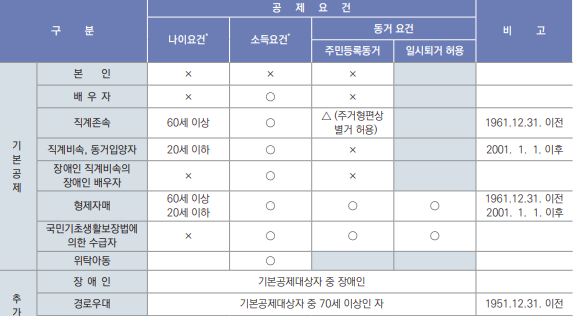 구 분 공 제 요 건 비 고
나이요건* 소득요건* 동거 요건
주민등록동거 일시퇴거 허용
기본공제
본 인 × × ×
배 우 자 × ○ ×
직계존속 60세 이상 ○ △ (주거형편상 별거 허용) 1961.12.31. 이전
직계비속, 동거입양자 20세 이하 ○ × 2001. 1. 1. 이후
장애인 직계비속의
장애인 배우자 × ○ ×
형제자매 60세 이상 ○ ○ ○ 1961.12.31. 이전
20세 이하 2001. 1. 1. 이후
국민기초생활보장법에
의한 수급자 × ○ ○ ○
위탁아동 ○
추가
장 애 인 기본공제대상자 중 장애인
경로우대 기본공제대상자 중 70세 이상인 자 1951.12.31. 이전